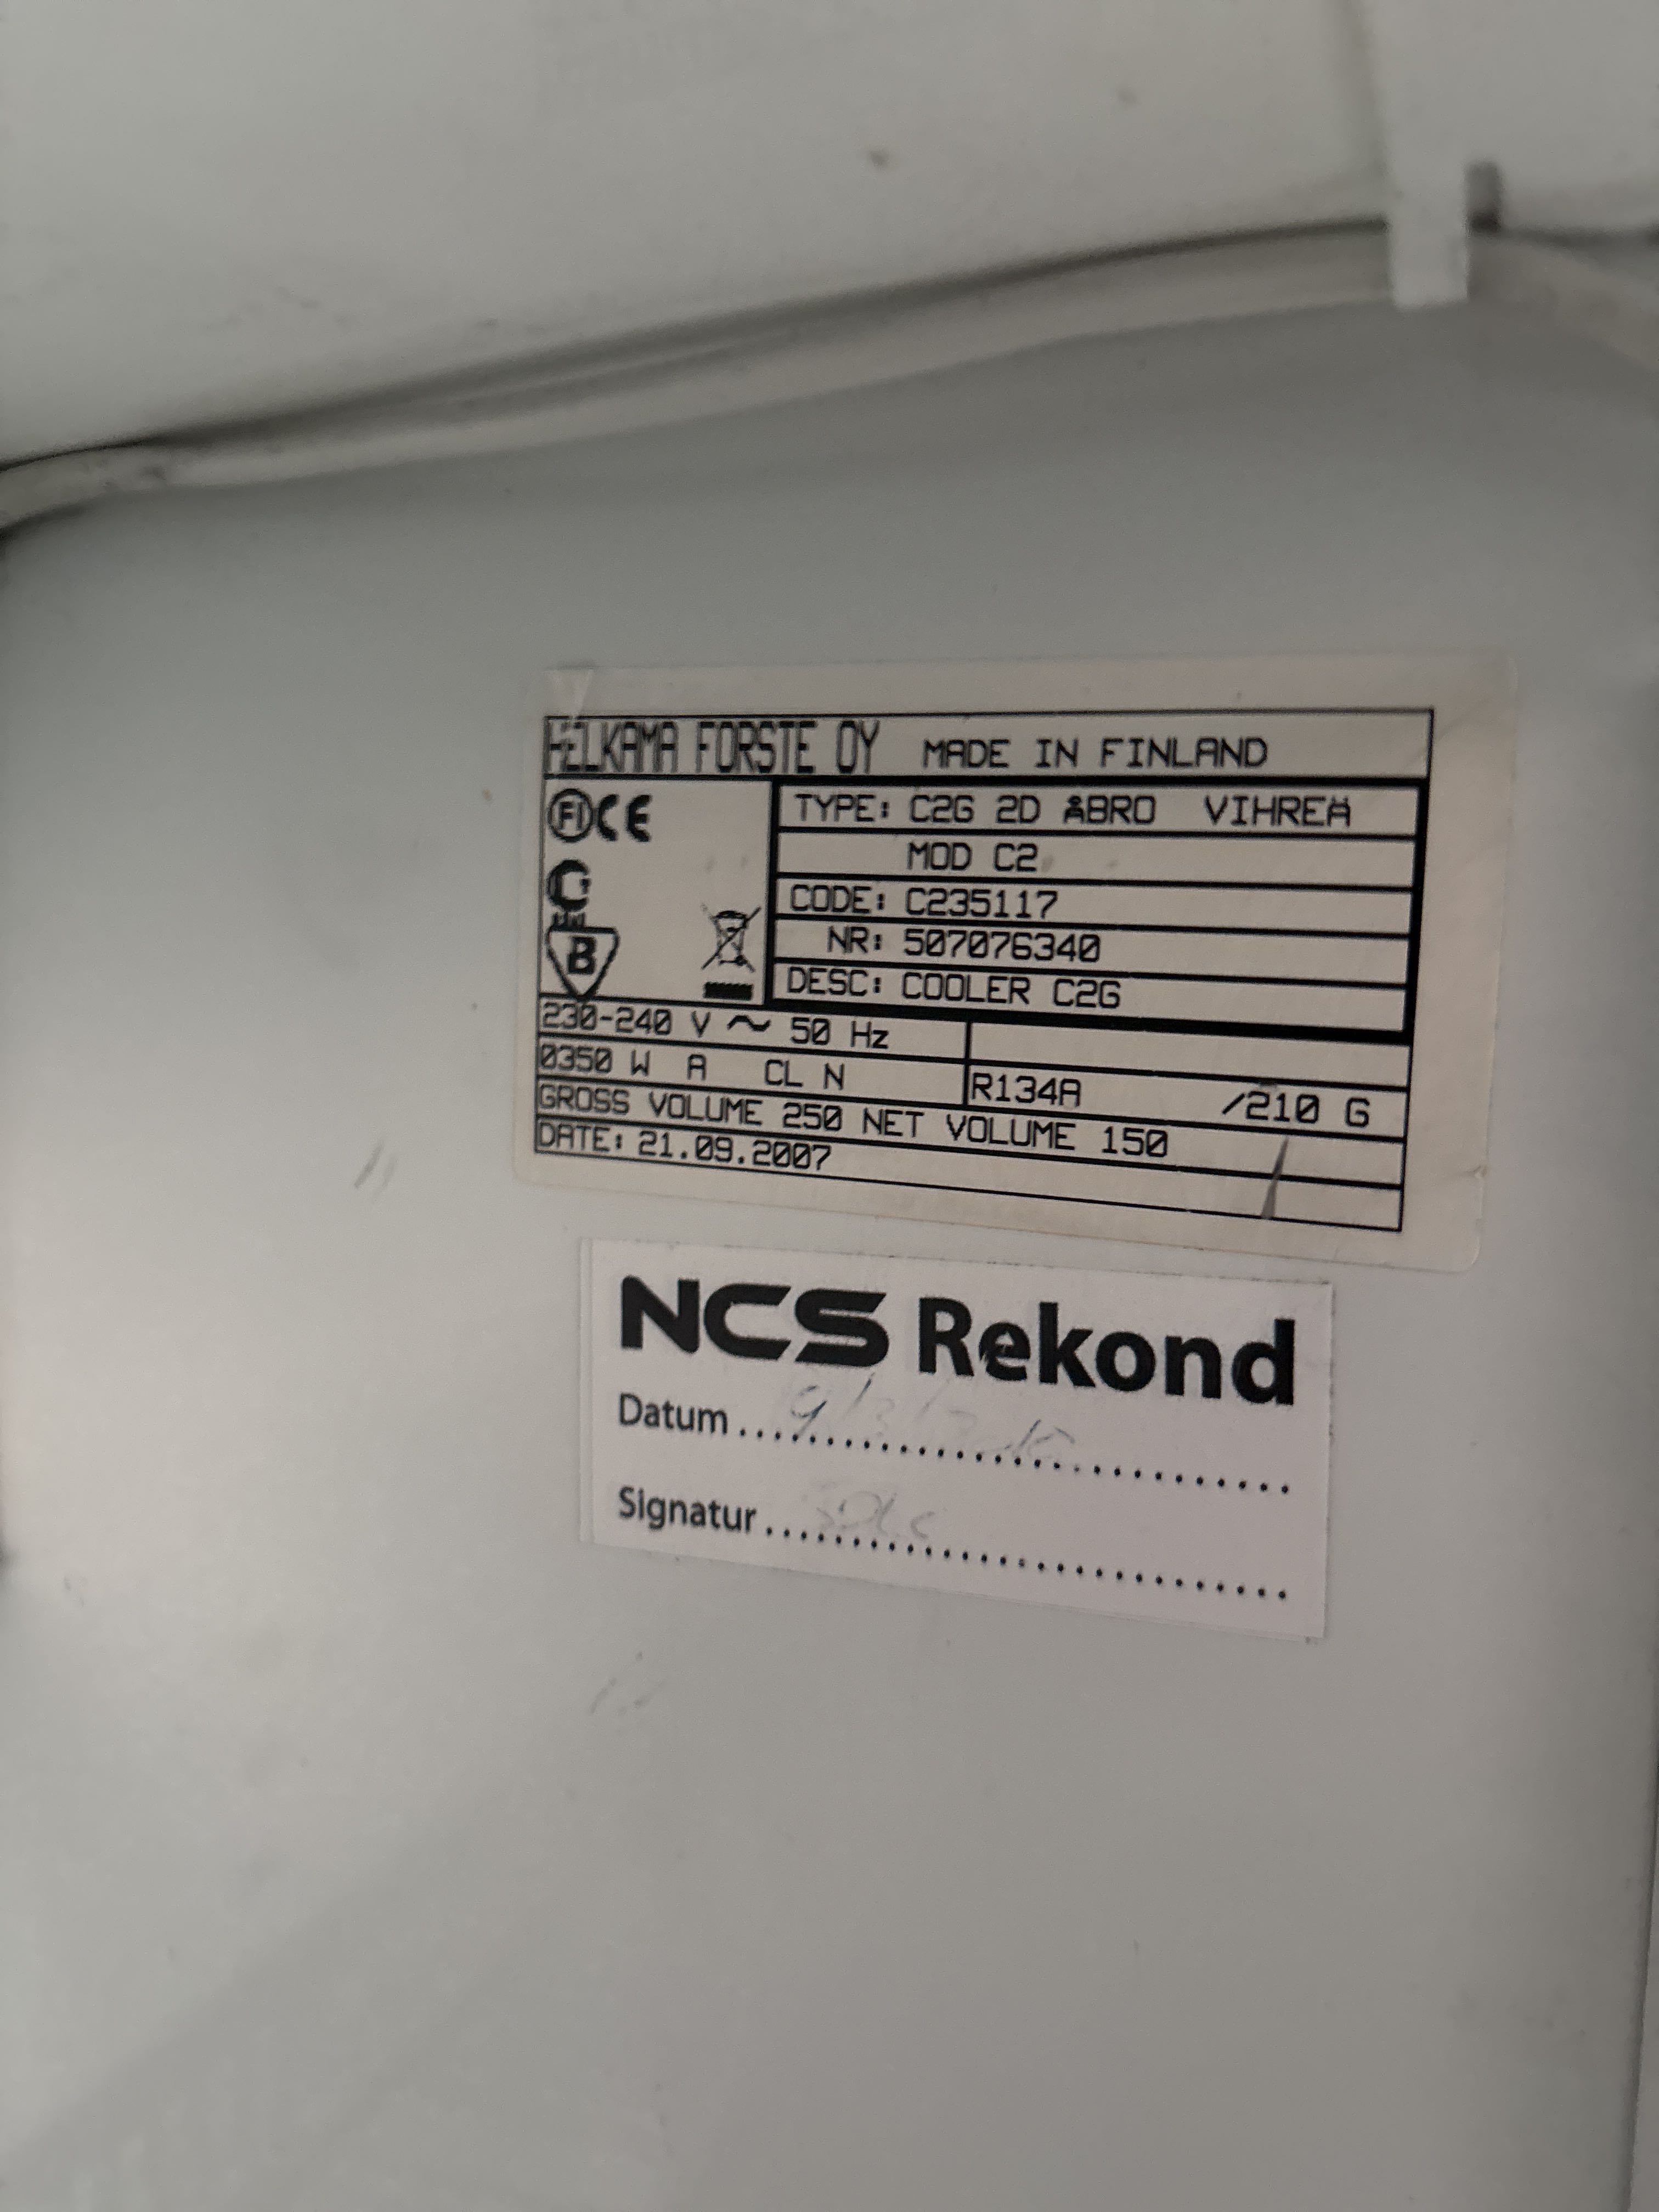 HELKAMA FORSTE OY MADE IN FINLAND
FI CE
TYPE: C2G 2D ÅBRO VIHREÄ
MOD C2
CODE: C235117
NR: 507076340
B
DESC: COOLER C2G
230-240 V ~ 50 Hz
0350 W A CL N R134A /210 G
GROSS VOLUME 250 NET VOLUME 150
DATE: 21.09.2007
NCS Rekond
Datum
Signatur